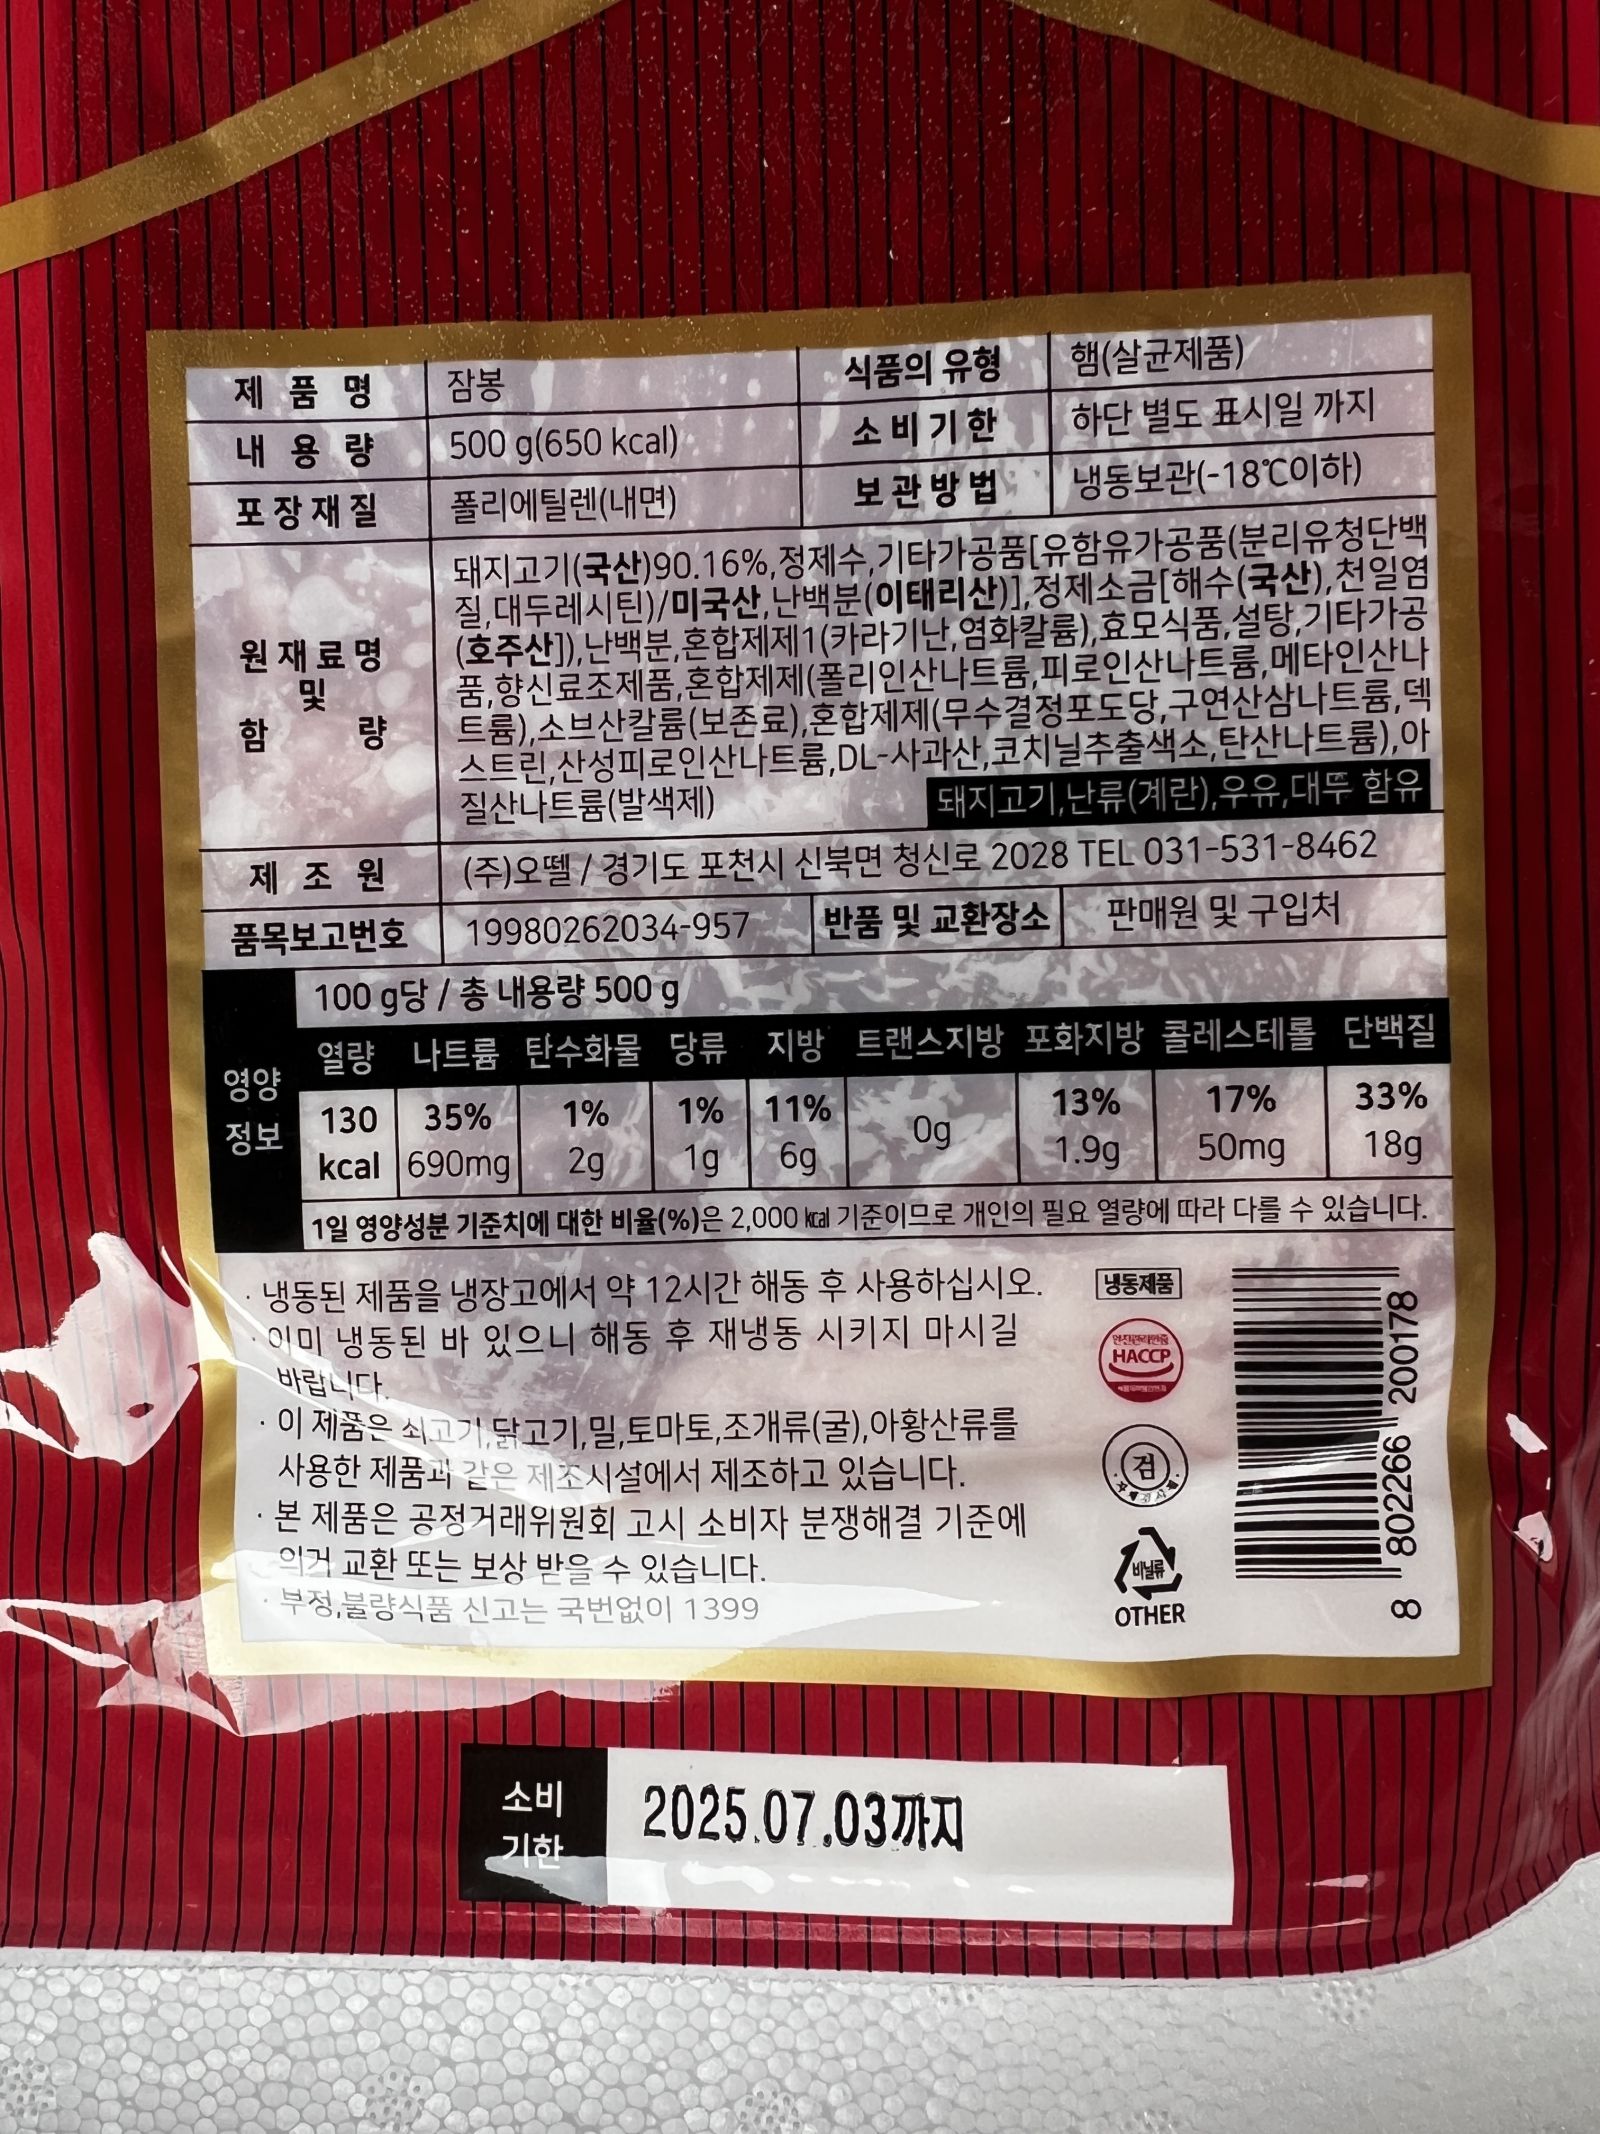 제 품 명 잠봉 식품의 유형 햄(살균제품)
내 용 량 500 g(650 kcal) 소비기한 하단 별도 표시일 까지
포장재질 폴리에틸렌(내면) 보관방법 냉동보관(-18℃이하)
원재료명 및 함 량
돼지고기(국산)90.16%,정제수,기타가공품[유함유가공품(분리유청단백
질,대두레시틴)/미국산,난백분(이태리산)],정제소금[해수(국산),천일염
(호주산)]),난백분,혼합제제1(카라기난,염화칼륨),효모식품,설탕,기타가공
품,향신료조제품,혼합제제(폴리인산나트륨,피로인산나트륨,메타인산나
트륨),소브산칼륨(보존료),혼합제제(무수결정포도당,구연산삼나트륨,덱
스트린,산성피로인산나트륨,DL-사과산,코치닐추출색소,탄산나트륨),아
질산나트륨(발색제)
돼지고기,난류(계란),우유,대두 함유
제 조 원 (주)오뗄 / 경기도 포천시 신북면 청신로 2028 TEL 031-531-8462
품목보고번호 19980262034-957 반품 및 교환장소 판매원 및 구입처
영양
정보
100 g당 / 총 내용량 500 g
열량 나트륨 탄수화물 당류 지방 트랜스지방 포화지방 콜레스테롤 단백질
130 35% 1% 1% 11% 0g 13% 17% 33%
kcal 690mg 2g 1g 6g 1.9g 50mg 18g
1일 영양성분 기준치에 대한 비율(%)은 2,000 kcal 기준이므로 개인의 필요 열량에 따라 다를 수 있습니다.
· 냉동된 제품을 냉장고에서 약 12시간 해동 후 사용하십시오.
· 이미 냉동된 바 있으니 해동 후 재냉동 시키지 마시길
바랍니다.
· 이 제품은 쇠고기,닭고기,밀,토마토,조개류(굴),아황산류를
사용한 제품과 같은 제조시설에서 제조하고 있습니다.
· 본 제품은 공정거래위원회 고시 소비자 분쟁해결 기준에
의거 교환 또는 보상 받을 수 있습니다.
· 부정,불량식품 신고는 국번없이 1399
냉동제품
안전관리인증
HACCP
검
비닐류
OTHER
8 802266 200178
소비
기한
2025.07.03까지